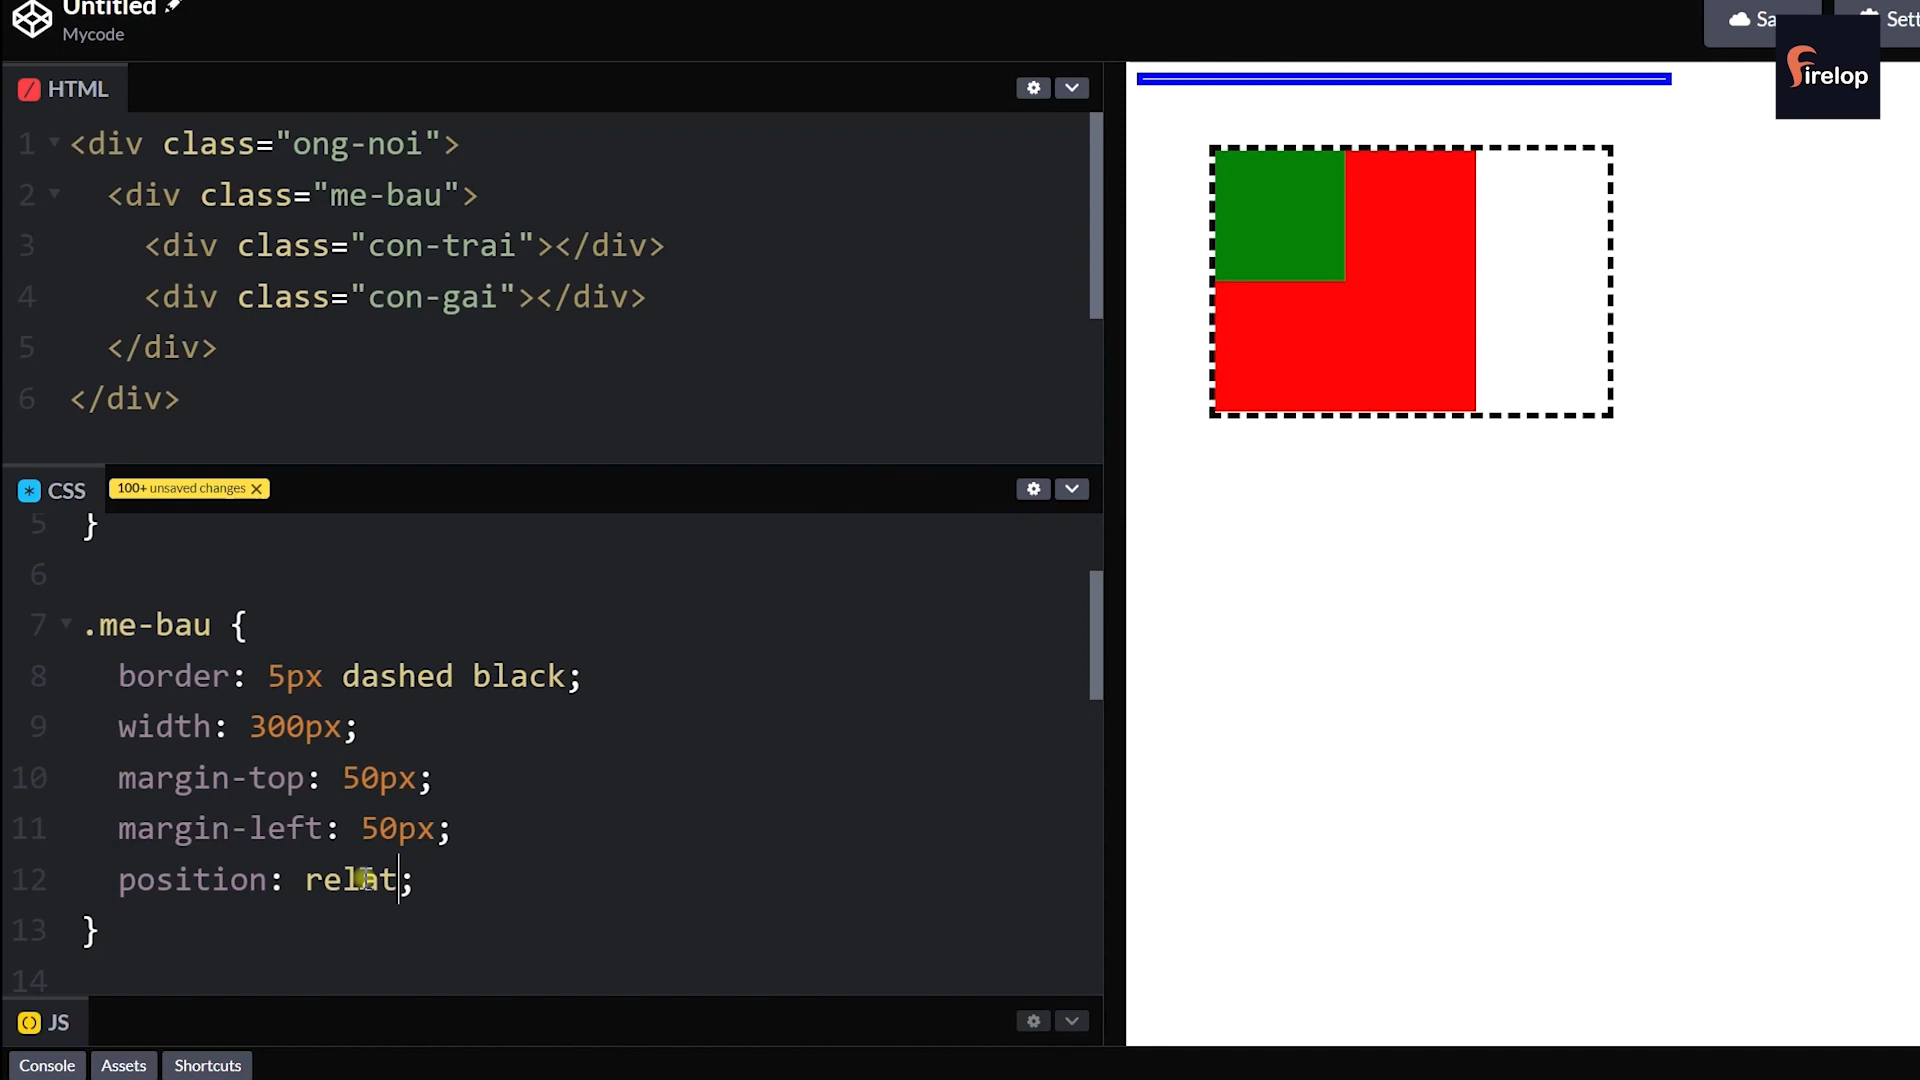 Untitled
Mycode
Sa
Sett
Firelop
HTML
1 <div class="ong-noi">
2 <div class="me-bau">
3 <div class="con-trai"></div>
4 <div class="con-gai"></div>
5 </div>
6 </div>
CSS
100+ unsaved changes
5 }
6
7 .me-bau {
8 border: 5px dashed black;
9 width: 300px;
10 margin-top: 50px;
11 margin-left: 50px;
12 position: relat;
13 }
14
JS
Console
Assets
Shortcuts